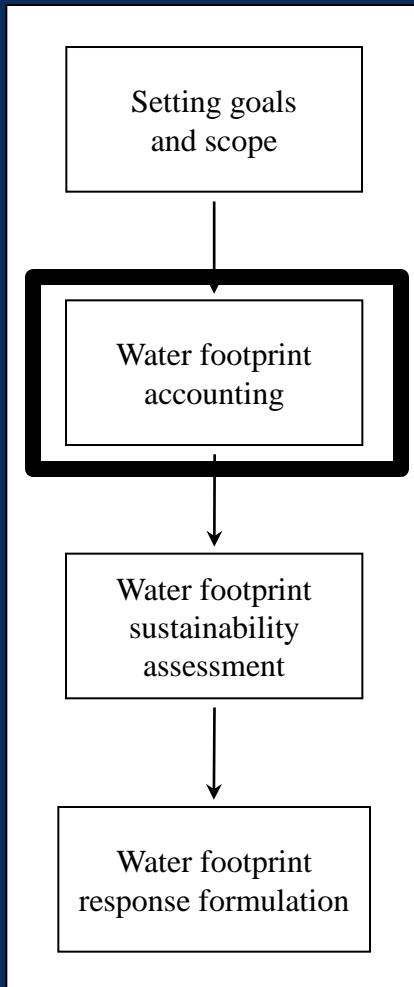 Setting goals
and scope
Water footprint
accounting
Water footprint
sustainability
assessment
Water footprint
response formulation